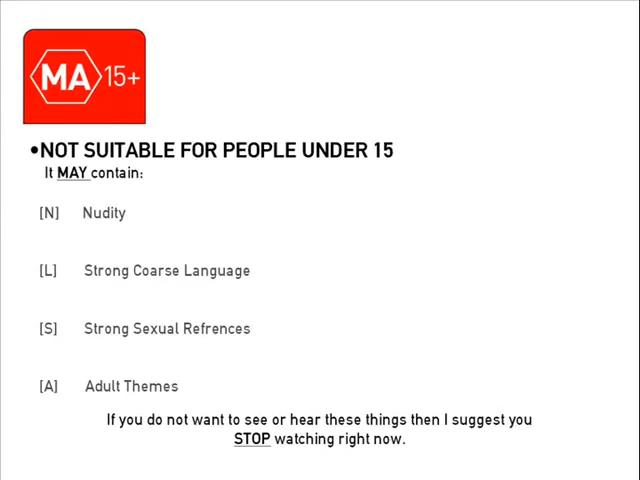 MA 15+
•NOT SUITABLE FOR PEOPLE UNDER 15
It MAY contain:
[N] Nudity
[L] Strong Coarse Language
[S] Strong Sexual Refrences
[A] Adult Themes
If you do not want to see or hear these things then I suggest you
STOP watching right now.